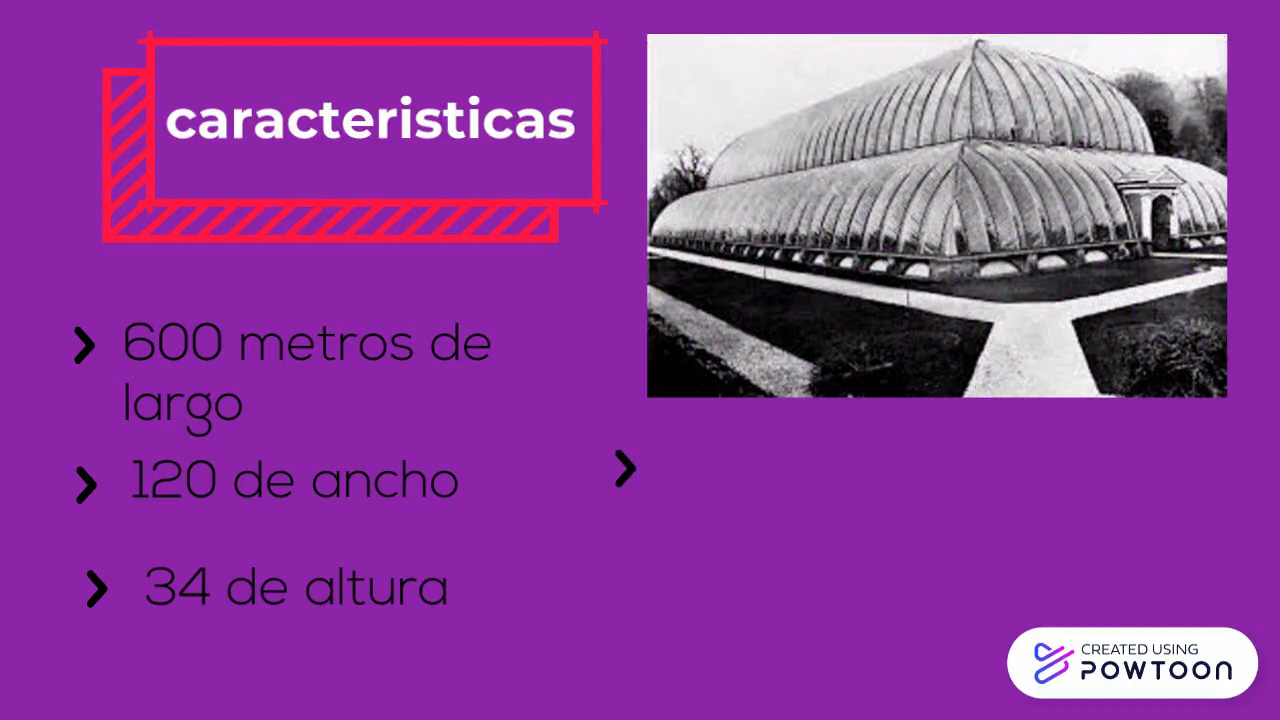 caracteristicas
600 metros de
largo
120 de ancho
34 de altura
CREATED USING
POWTOON